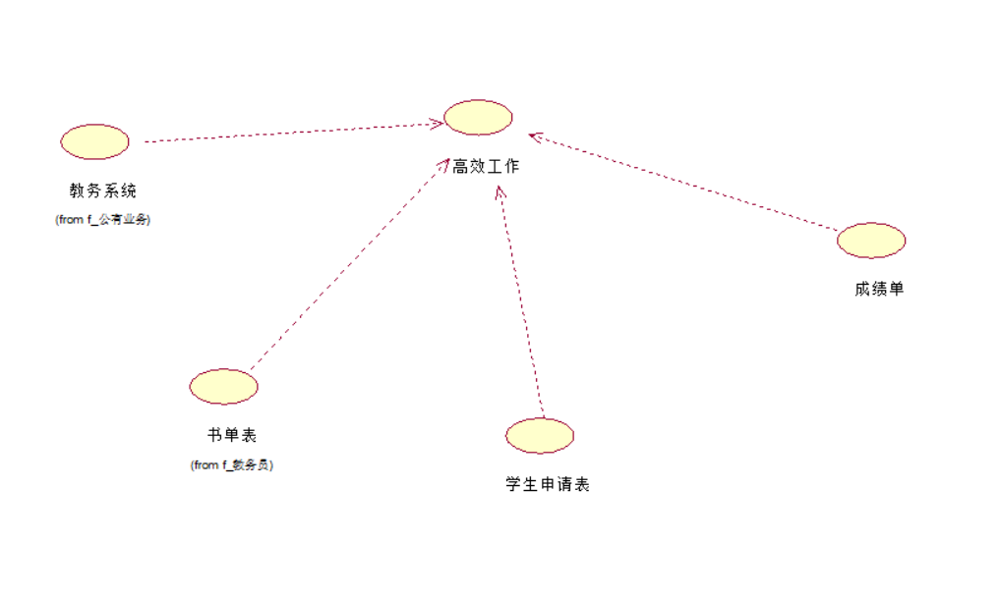 高效工作
教务系统
(from f_公有业务)
成绩单
书单表
(from f_教务员)
学生申请表